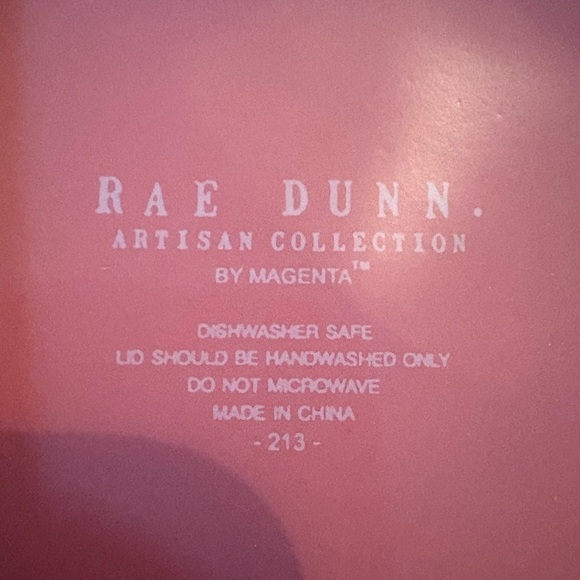 RAE DUNN.
ARTISAN COLLECTION
BY MAGENTA™
DISHWASHER SAFE
LID SHOULD BE HANDWASHED ONLY
DO NOT MICROWAVE
MADE IN CHINA
- 213 -